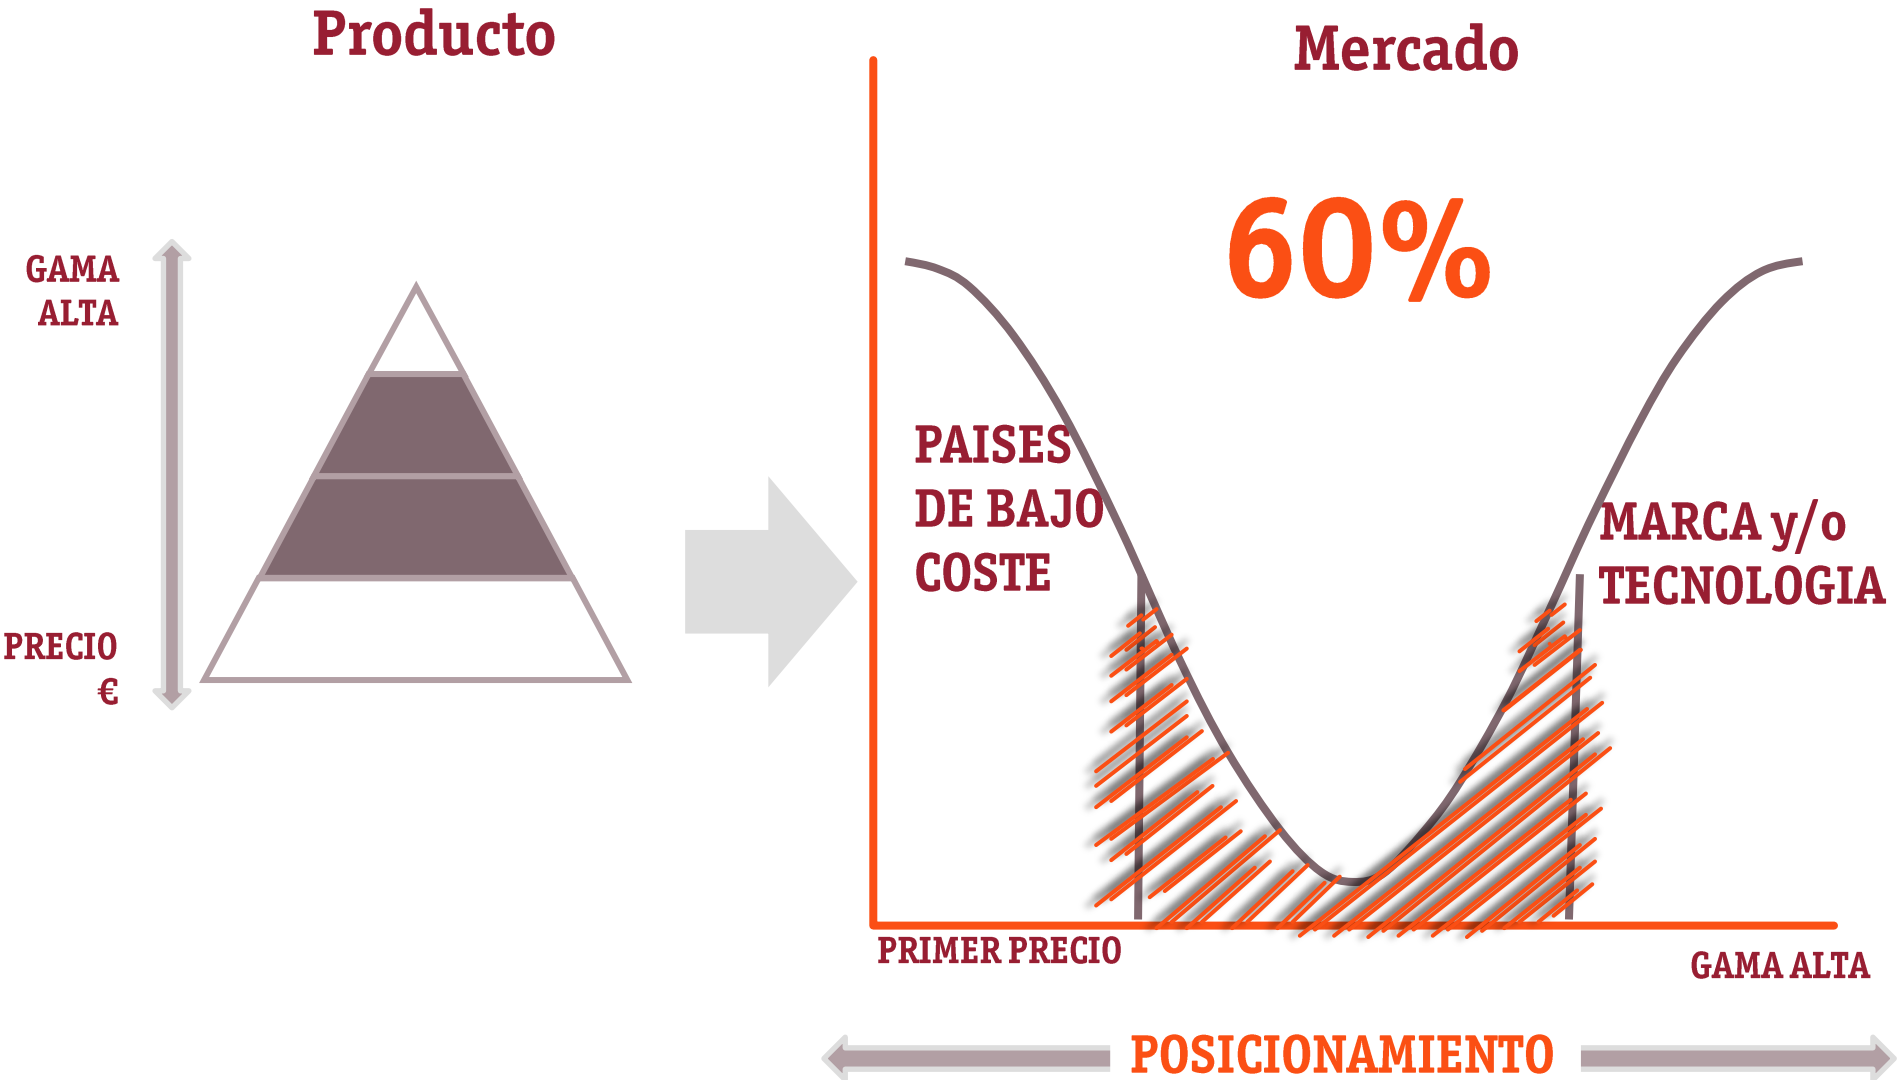 Producto
Mercado
60%
GAMA
ALTA
PRECIO
€
PAISES
DE BAJO
COSTE
MARCA y/o
TECNOLOGIA
PRIMER PRECIO
GAMA ALTA
POSICIONAMIENTO